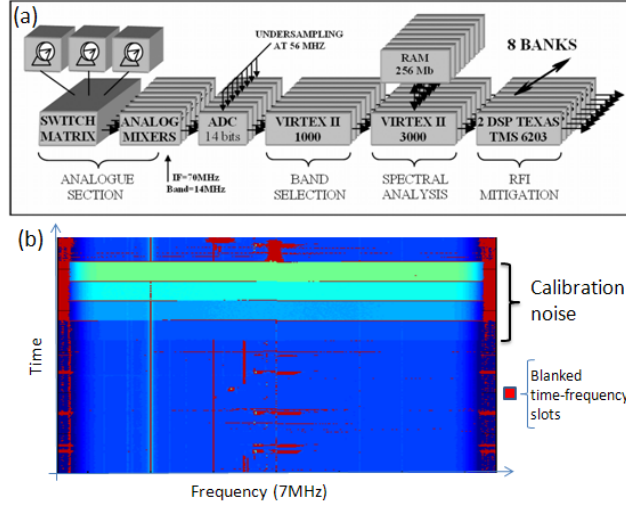 (a)
UNDERSAMPLING
AT 56 MHZ
RAM
256 Mb
8 BANKS
SWITCH
MATRIX
ANALOG
MIXERS
ADC
14 bits
VIRTEX II
1000
VIRTEX II
3000
2 DSP TEXAS
TMS 6203
ANALOGUE
SECTION
IF=70MHz
Band=14MHz
BAND
SELECTION
SPECTRAL
ANALYSIS
RFI
MITIGATION
(b)
Time
Calibration
noise
Blanked
time-frequency
slots
Frequency (7MHz)